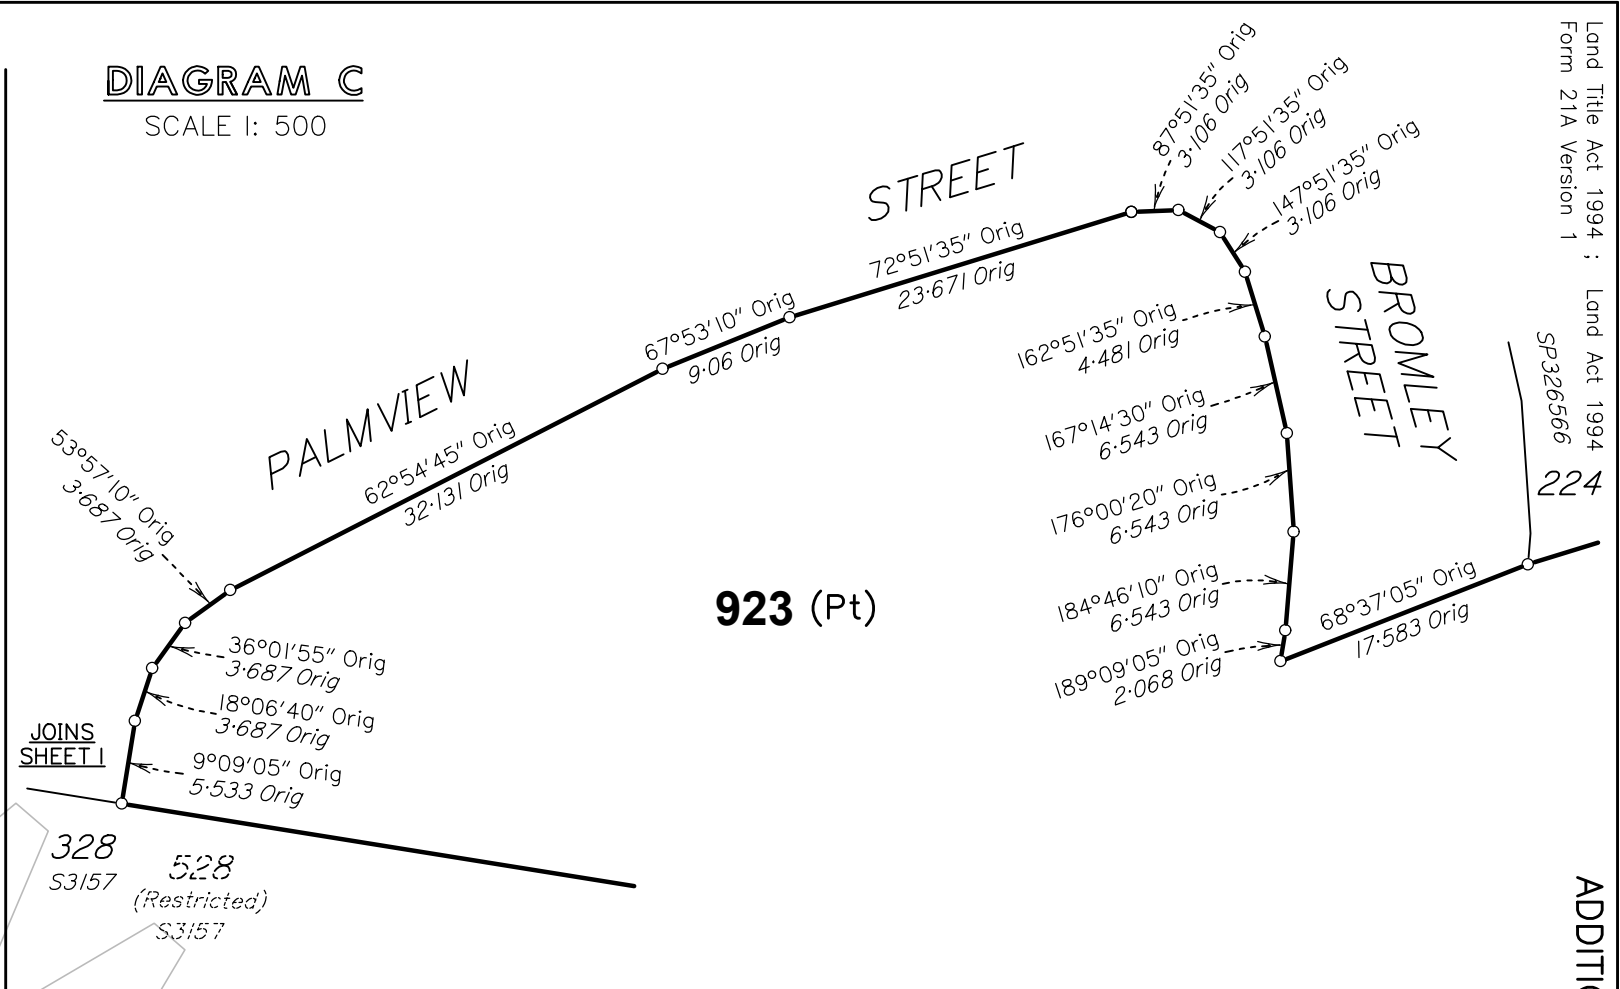 DIAGRAM C
SCALE 1: 500
Land Title Act 1994 ; Land Act 1994
Form 21A Version 1
STREET
87°51'35" Orig
3·106 Orig
117°51'35" Orig
3·106 Orig
147°51'35" Orig
3·106 Orig
72°51'35" Orig
23·671 Orig
67°53'10" Orig
9·06 Orig
PALMVIEW
62°54'45" Orig
32·131 Orig
53°57'10" Orig
3·687 Orig
BROMLEY
STREET
SP326566
224
162°51'35" Orig
4·481 Orig
167°14'30" Orig
6·543 Orig
176°00'20" Orig
6·543 Orig
184°46'10" Orig
6·543 Orig
189°09'05" Orig
2·068 Orig
68°37'05" Orig
17·583 Orig
923 (Pt)
36°01'55" Orig
3·687 Orig
18°06'40" Orig
3·687 Orig
9°09'05" Orig
5·533 Orig
JOINS
SHEET 1
328
S3157
528
(Restricted)
S3157